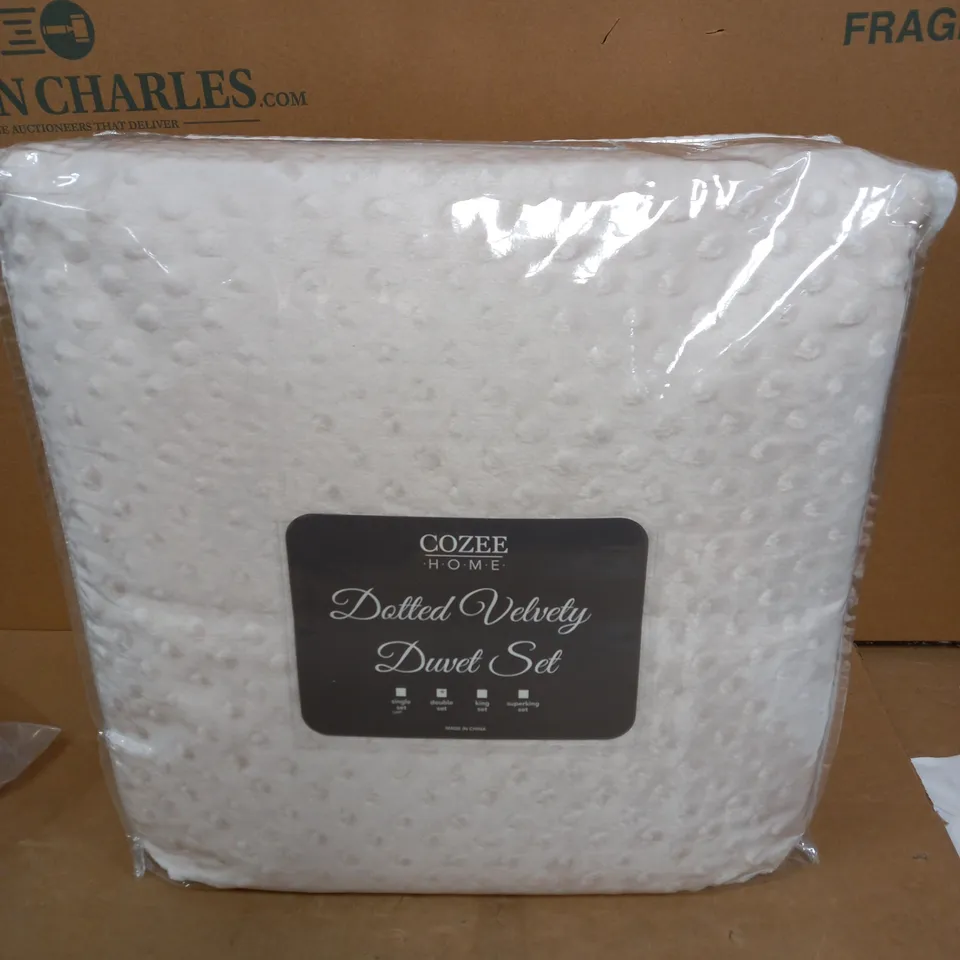 FRAG
N CHARLES.COM
E AUCTIONEERS THAT DELIVER
COZEE
·H·O·M·E·
Dotted Velvety
Duvet Set
single set
double set
king set
superking set
MADE IN CHINA